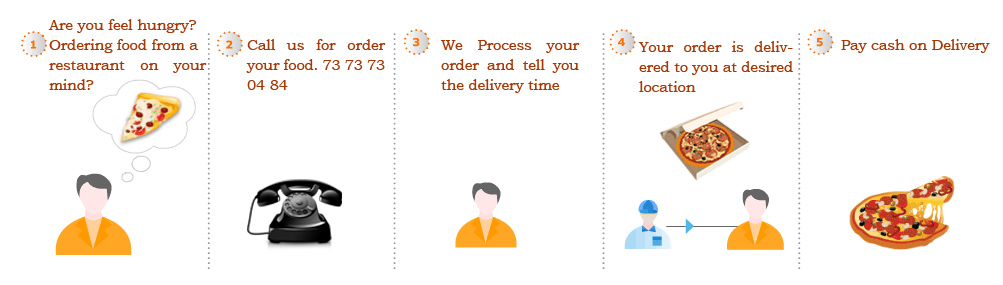 Are you feel hungry?
1 Ordering food from a
restaurant on your
mind?
2 Call us for order
your food. 73 73 73
04 84
3 We Process your
order and tell you
the delivery time
4 Your order is deliv-
ered to you at desired
location
5 Pay cash on Delivery